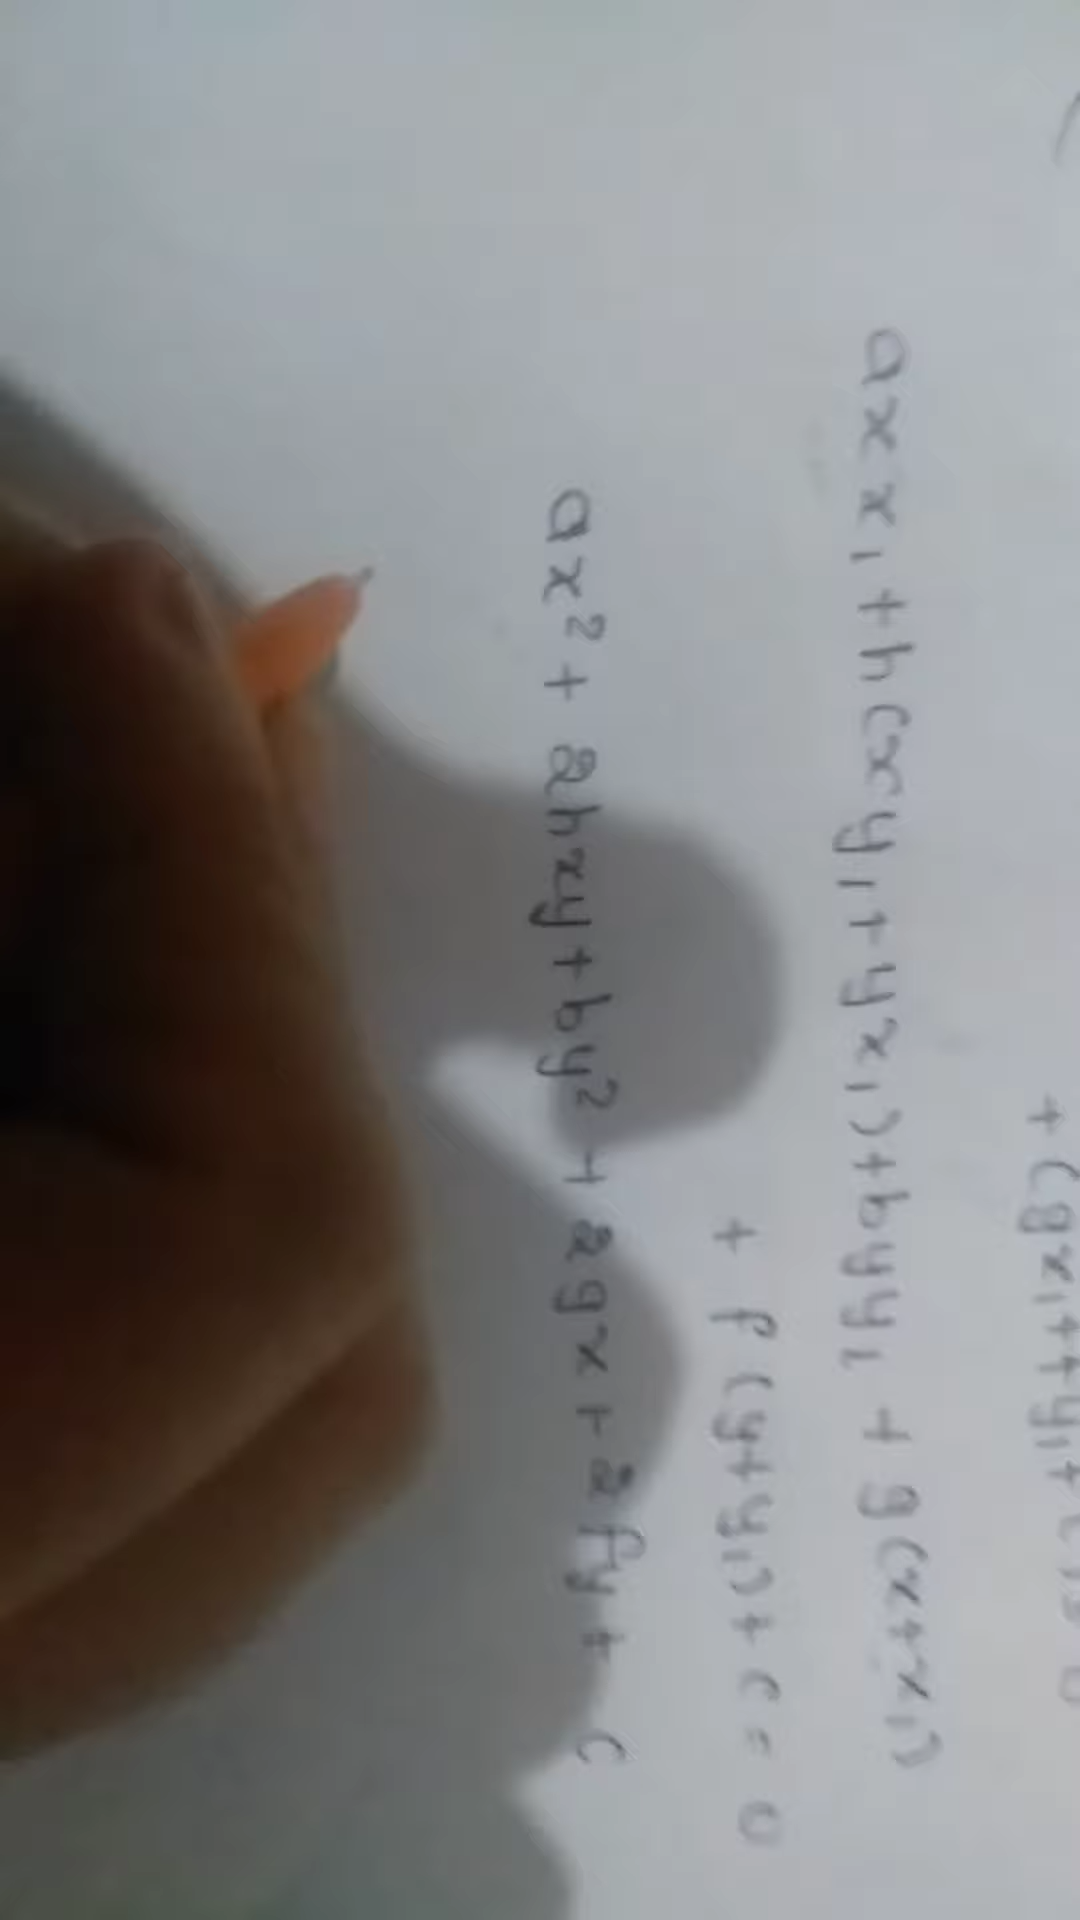 + (gx₁ + fy₁ + c) = 0
axx₁ + h(xy₁ + yx₁) + byy₁ + g(x+x₁)
+ f(y+y₁) + c = 0
ax² + 2hxy + by² + 2gx + 2fy + c